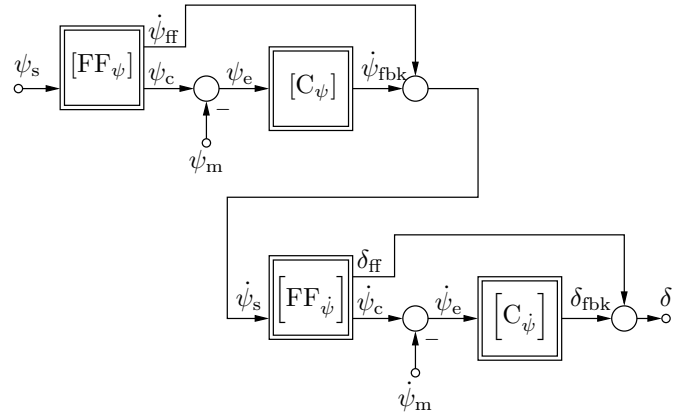 ψ̇_ff
ψ_s [FF_ψ] ψ_c ψ_e [C_ψ] ψ̇_fbk
−
ψ_m
δ_ff
ψ̇_s [FF_ψ̇] ψ̇_c ψ̇_e [C_ψ̇] δ_fbk δ
−
ψ̇_m